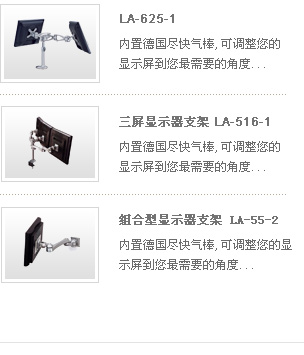 LA-625-1
内置德国尽快气棒,可调整您的
显示屏到您最需要的角度...
三屏显示器支架 LA-516-1
内置德国尽快气棒,可调整您的
显示屏到您最需要的角度...
组合型显示器支架 LA-55-2
内置德国尽快气棒,可调整您的显
示屏到您最需要的角度...